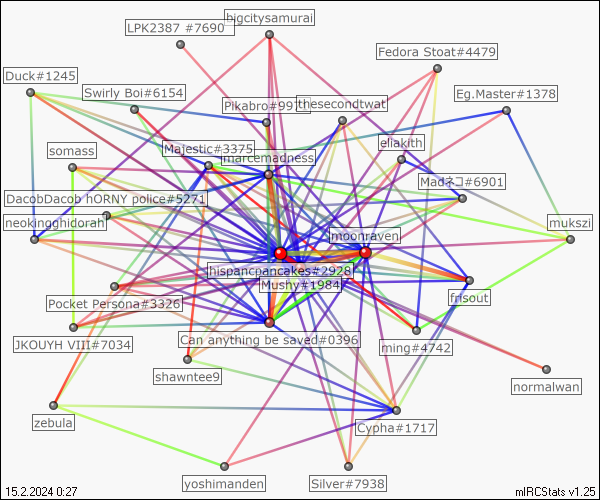 bigcitysamurai
LPK2387 #7690
Fedora Stoat#4479
Duck#1245
Swirly Boi#6154
Eg.Master#1378
Pikabro#99
thesecondtwat
eliakith
somass
Majestic#3375
marcemadness
Madネコ#6901
DacobDacob hORNY police#5271
neokingghidorah
mukszi
moonraven
hispancpancakes#2928
Mushy#1984
Pocket Persona#3326
frisout
JKOUYH VIII#7034
Can anything be saved#0396
ming#4742
shawntee9
normalwan
zebula
Cypha#1717
yoshimanden
Silver#7938
15.2.2024 0:27
mIRCStats v1.25